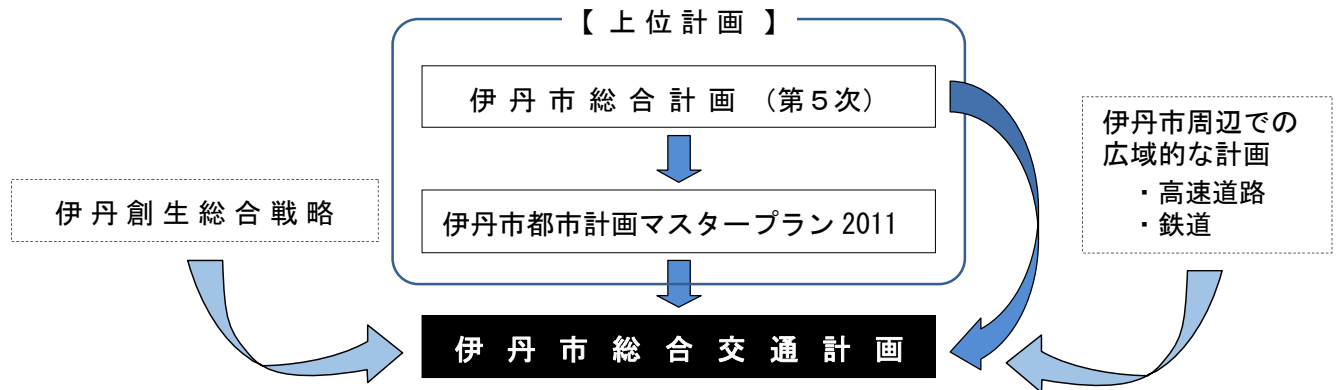 【 上位計画 】
伊丹市総合計画 (第５次)
伊丹市都市計画マスタープラン 2011
伊丹創生総合戦略
伊丹市周辺での
広域的な計画
・高速道路
・鉄道
伊丹市総合交通計画